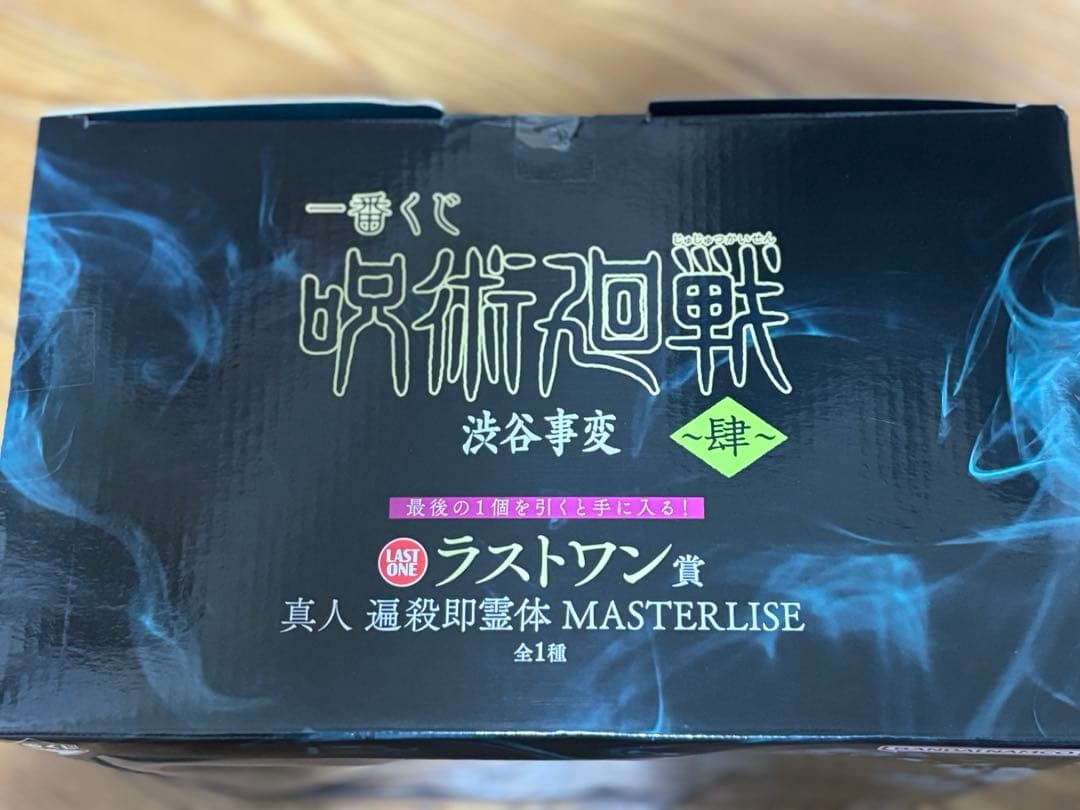 一番くじ
じゅじゅつかいせん
呪術廻戦
渋谷事変 ～肆～
最後の1個を引くと手に入る!
LAST ONE ラストワン賞
真人 遍殺即霊体 MASTERLISE
全1種
BANDAI NAMCO